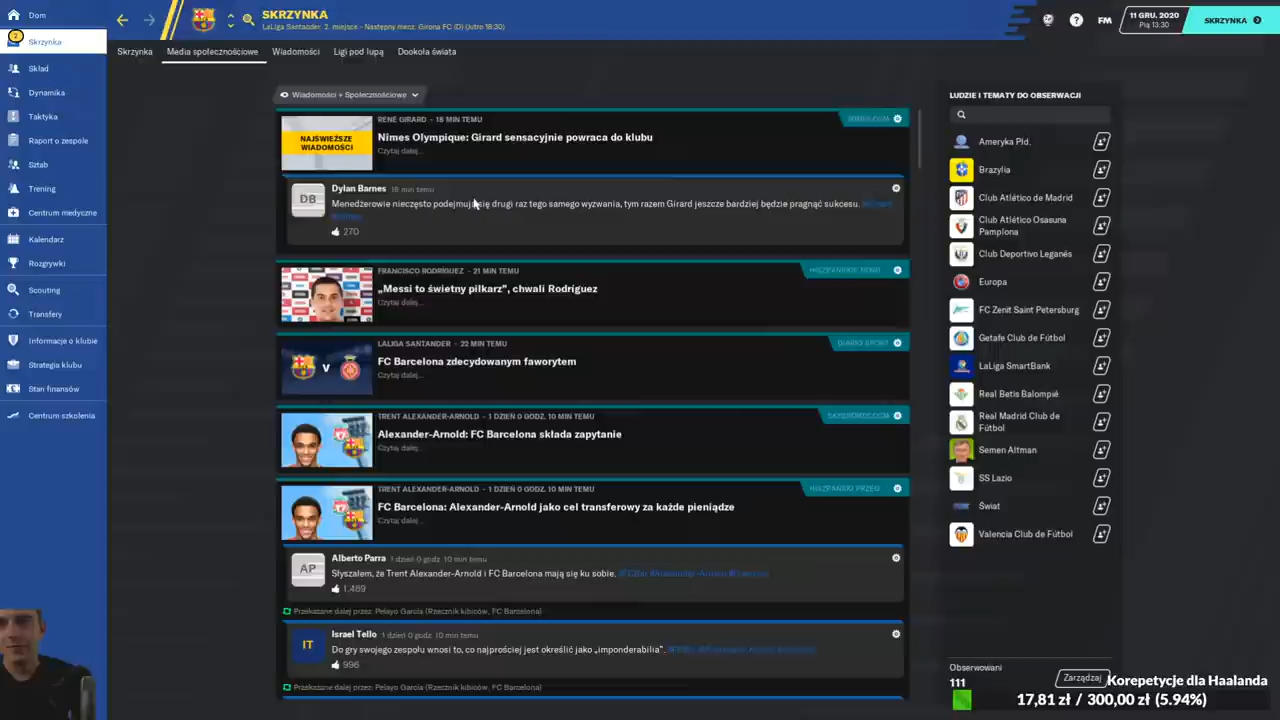 Dom
2
Skrzynka
Skład
Dynamika
Taktyka
Raport o zespole
Sztab
Trening
Centrum medyczne
Kalendarz
Rozgrywki
Scouting
Transfery
Informacje o klubie
Strategia klubu
Stan finansów
Centrum szkolenia
SKRZYNKA
LaLiga Santander: 2. miejsce - Następny mecz: Girona FC (D) (Jutro 18:30)
FM
11 GRU. 2020
Pią 13:30
SKRZYNKA
Skrzynka
Media społecznościowe
Wiadomości
Ligi pod lupą
Dookoła świata
Wiadomości + Społecznościowe
NAJŚWIEŻSZE WIADOMOŚCI
RENÉ GIRARD - 18 MIN TEMU
Nîmes Olympique: Girard sensacyjnie powraca do klubu
Czytaj dalej...
DB
Dylan Barnes 18 min temu
Menedżerowie nieczęsto podejmują się drugi raz tego samego wyzwania, tym razem Girard jeszcze bardziej będzie pragnąć sukcesu.
270
FRANCISCO RODRÍGUEZ - 21 MIN TEMU
„Messi to świetny piłkarz”, chwali Rodríguez
Czytaj dalej...
LALIGA SANTANDER - 22 MIN TEMU
DIARIO SPORT
V
FC Barcelona zdecydowanym faworytem
Czytaj dalej...
TRENT ALEXANDER-ARNOLD - 1 DZIEŃ 0 GODZ. 10 MIN TEMU
Alexander-Arnold: FC Barcelona składa zapytanie
Czytaj dalej...
TRENT ALEXANDER-ARNOLD - 1 DZIEŃ 0 GODZ. 10 MIN TEMU
FC Barcelona: Alexander-Arnold jako cel transferowy za każde pieniądze
Czytaj dalej...
AP
Alberto Parra 1 dzień 0 godz. 10 min temu
Słyszałem, że Trent Alexander-Arnold i FC Barcelona mają się ku sobie.
1.489
Przekazane dalej przez: Pelayo García (Rzecznik kibiców, FC Barcelona)
IT
Israel Tello 1 dzień 0 godz. 10 min temu
Do gry swojego zespołu wnosi to, co najprościej jest określić jako „imponderabilia”.
996
Przekazane dalej przez: Pelayo García (Rzecznik kibiców, FC Barcelona)
LUDZIE I TEMATY DO OBSERWACJI
Ameryka Płd.
Brazylia
Club Atlético de Madrid
Club Atlético Osasuna
Pamplona
Club Deportivo Leganés
Europa
FC Zenit Saint Petersburg
Getafe Club de Fútbol
LaLiga SmartBank
Real Betis Balompié
Real Madrid Club de
Fútbol
Semen Altman
SS Lazio
Świat
Valencia Club de Fútbol
Obserwowani
111
Zarządzaj
Korepetycje dla Haalanda
17,81 zł / 300,00 zł (5.94%)